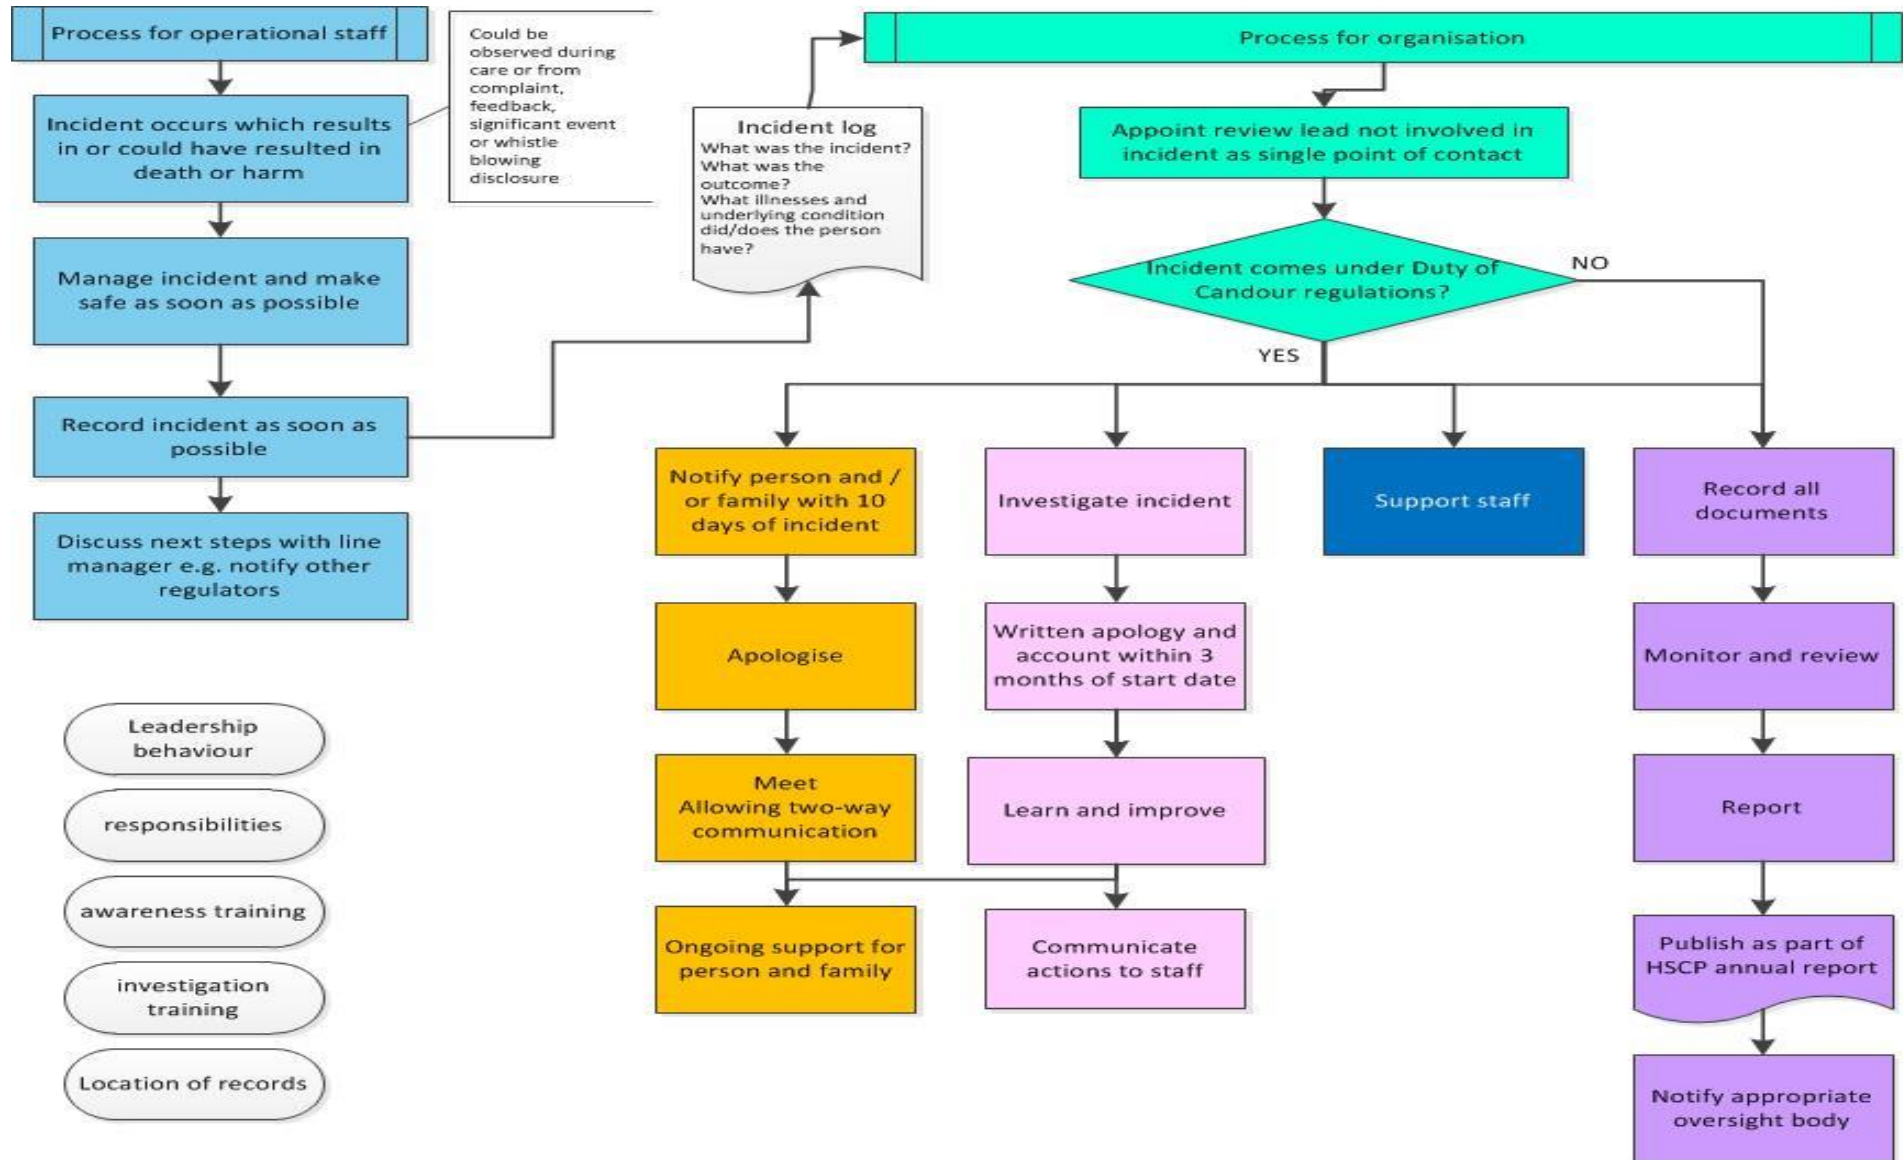 Process for operational staff
Incident occurs which results
in or could have resulted in
death or harm
Could be
observed during
care or from
complaint,
feedback,
significant event
or whistle
blowing
disclosure
Manage incident and make
safe as soon as possible
Record incident as soon as
possible
Discuss next steps with line
manager e.g. notify other
regulators
Leadership
behaviour
responsibilities
awareness training
investigation
training
Location of records
Incident log
What was the incident?
What was the
outcome?
What illnesses and
underlying condition
did/does the person
have?
Process for organisation
Appoint review lead not involved in
incident as single point of contact
Incident comes under Duty of
Candour regulations?
NO
YES
Notify person and /
or family with 10
days of incident
Apologise
Meet
Allowing two-way
communication
Ongoing support for
person and family
Investigate incident
Written apology and
account within 3
months of start date
Learn and improve
Communicate
actions to staff
Support staff
Record all
documents
Monitor and review
Report
Publish as part of
HSCP annual report
Notify appropriate
oversight body